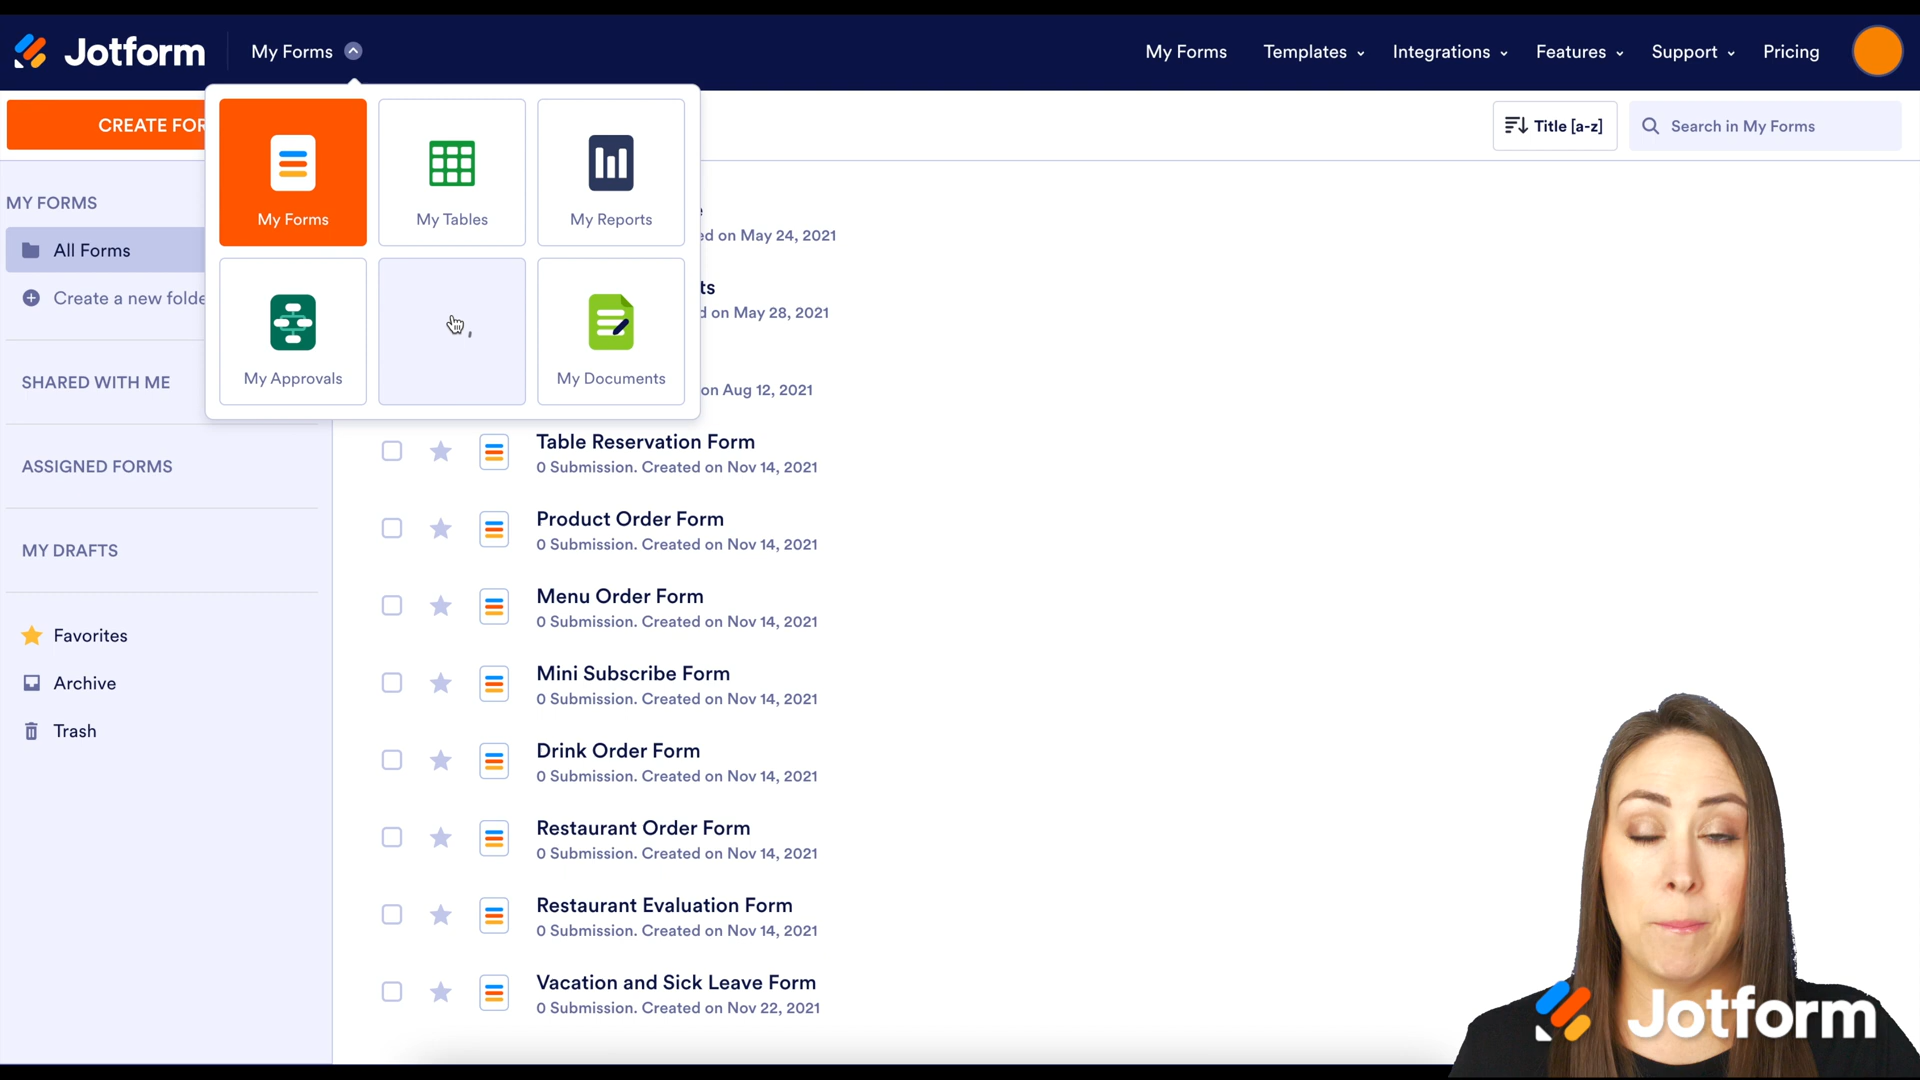 Jotform
My Forms
My Forms
Templates
Integrations
Features
Support
Pricing
CREATE FOR
Title [a-z]
Search in My Forms
My Forms
My Tables
My Reports
My Approvals
My Documents
MY FORMS
All Forms
Create a new folde
SHARED WITH ME
ASSIGNED FORMS
MY DRAFTS
Favorites
Archive
Trash
e
ed on May 24, 2021
ts
d on May 28, 2021
on Aug 12, 2021
Table Reservation Form
0 Submission. Created on Nov 14, 2021
Product Order Form
0 Submission. Created on Nov 14, 2021
Menu Order Form
0 Submission. Created on Nov 14, 2021
Mini Subscribe Form
0 Submission. Created on Nov 14, 2021
Drink Order Form
0 Submission. Created on Nov 14, 2021
Restaurant Order Form
0 Submission. Created on Nov 14, 2021
Restaurant Evaluation Form
0 Submission. Created on Nov 14, 2021
Vacation and Sick Leave Form
0 Submission. Created on Nov 22, 2021
Jotform